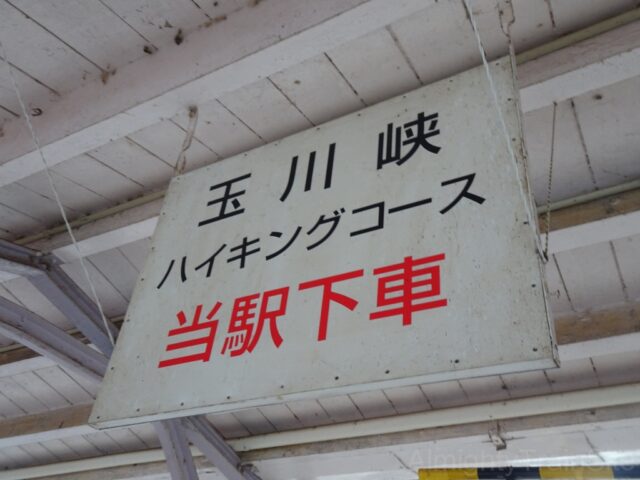 玉川峡
ハイキングコース
当駅下車